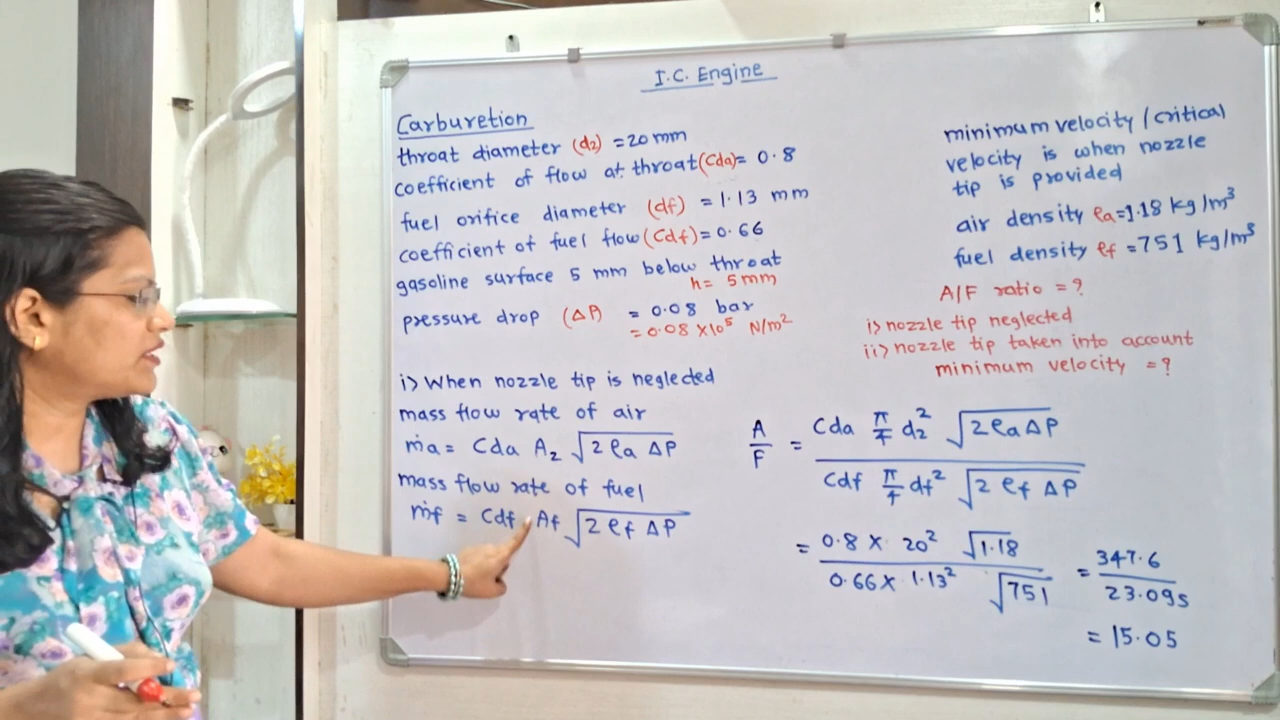 I.C. Engine
Carburetion
throat diameter (d2) = 20 mm
coefficient of flow at throat (Cda) = 0.8
fuel orifice diameter (df) = 1.13 mm
coefficient of fuel flow (Cdf) = 0.66
gasoline surface 5 mm below throat
h = 5 mm
pressure drop (ΔP) = 0.08 bar
= 0.08 × 10⁵ N/m²
i> When nozzle tip is neglected
mass flow rate of air
ṁa = Cda A₂ √2 ρa ΔP
mass flow rate of fuel
ṁf = Cdf Af √2 ρf ΔP
minimum velocity / critical
velocity is when nozzle
tip is provided
air density ρa = 1.18 kg/m³
fuel density ρf = 751 kg/m³
A/F ratio = ?
i> nozzle tip neglected
ii> nozzle tip taken into account
minimum velocity = ?
A/F = Cda π/4 d₂² √2 ρa ΔP / Cdf π/4 df² √2 ρf ΔP
= 0.8 × 20² √1.18 / 0.66 × 1.13² √751 = 347.6 / 23.095
= 15.05